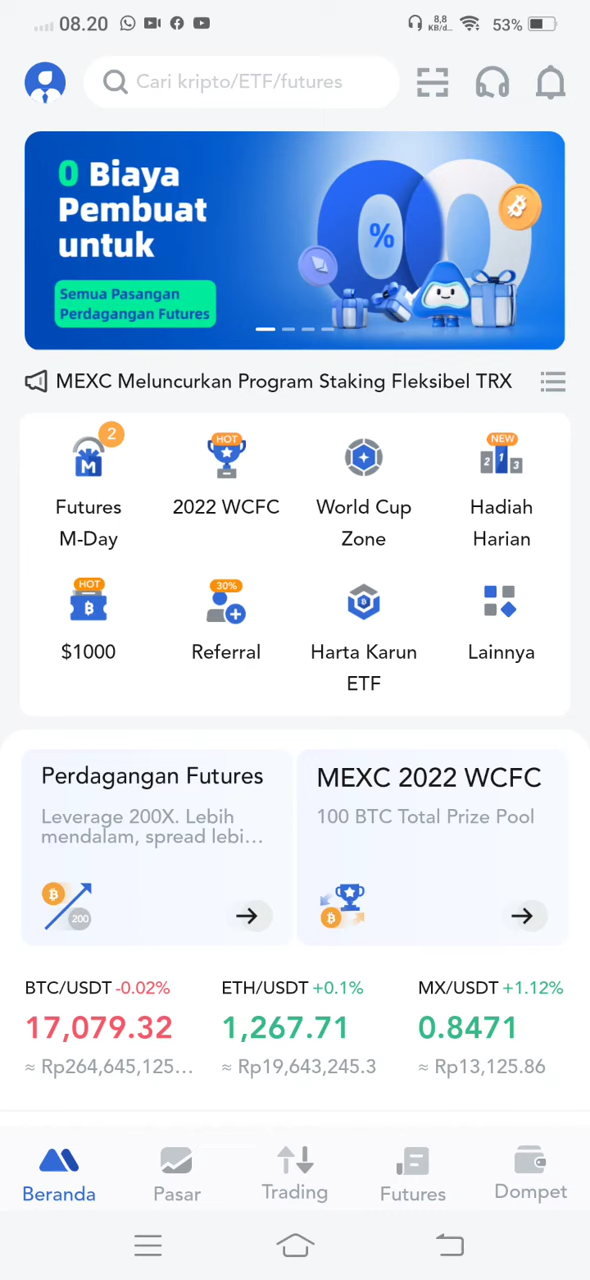 08.20
8,8
KB/d...
53%
Cari kripto/ETF/futures
0 Biaya
Pembuat
untuk
%
Semua Pasangan
Perdagangan Futures
MEXC Meluncurkan Program Staking Fleksibel TRX
2
HOT
NEW
M
2 1 3
Futures
M-Day
2022 WCFC
World Cup
Zone
Hadiah
Harian
HOT
30%
$1000
Referral
Harta Karun
ETF
Lainnya
Perdagangan Futures
Leverage 200X. Lebih
mendalam, spread lebi...
200
MEXC 2022 WCFC
100 BTC Total Prize Pool
BTC/USDT -0.02%
17,079.32
≈ Rp264,645,125...
ETH/USDT +0.1%
1,267.71
≈ Rp19,643,245.3
MX/USDT +1.12%
0.8471
≈ Rp13,125.86
Beranda
Pasar
Trading
Futures
Dompet